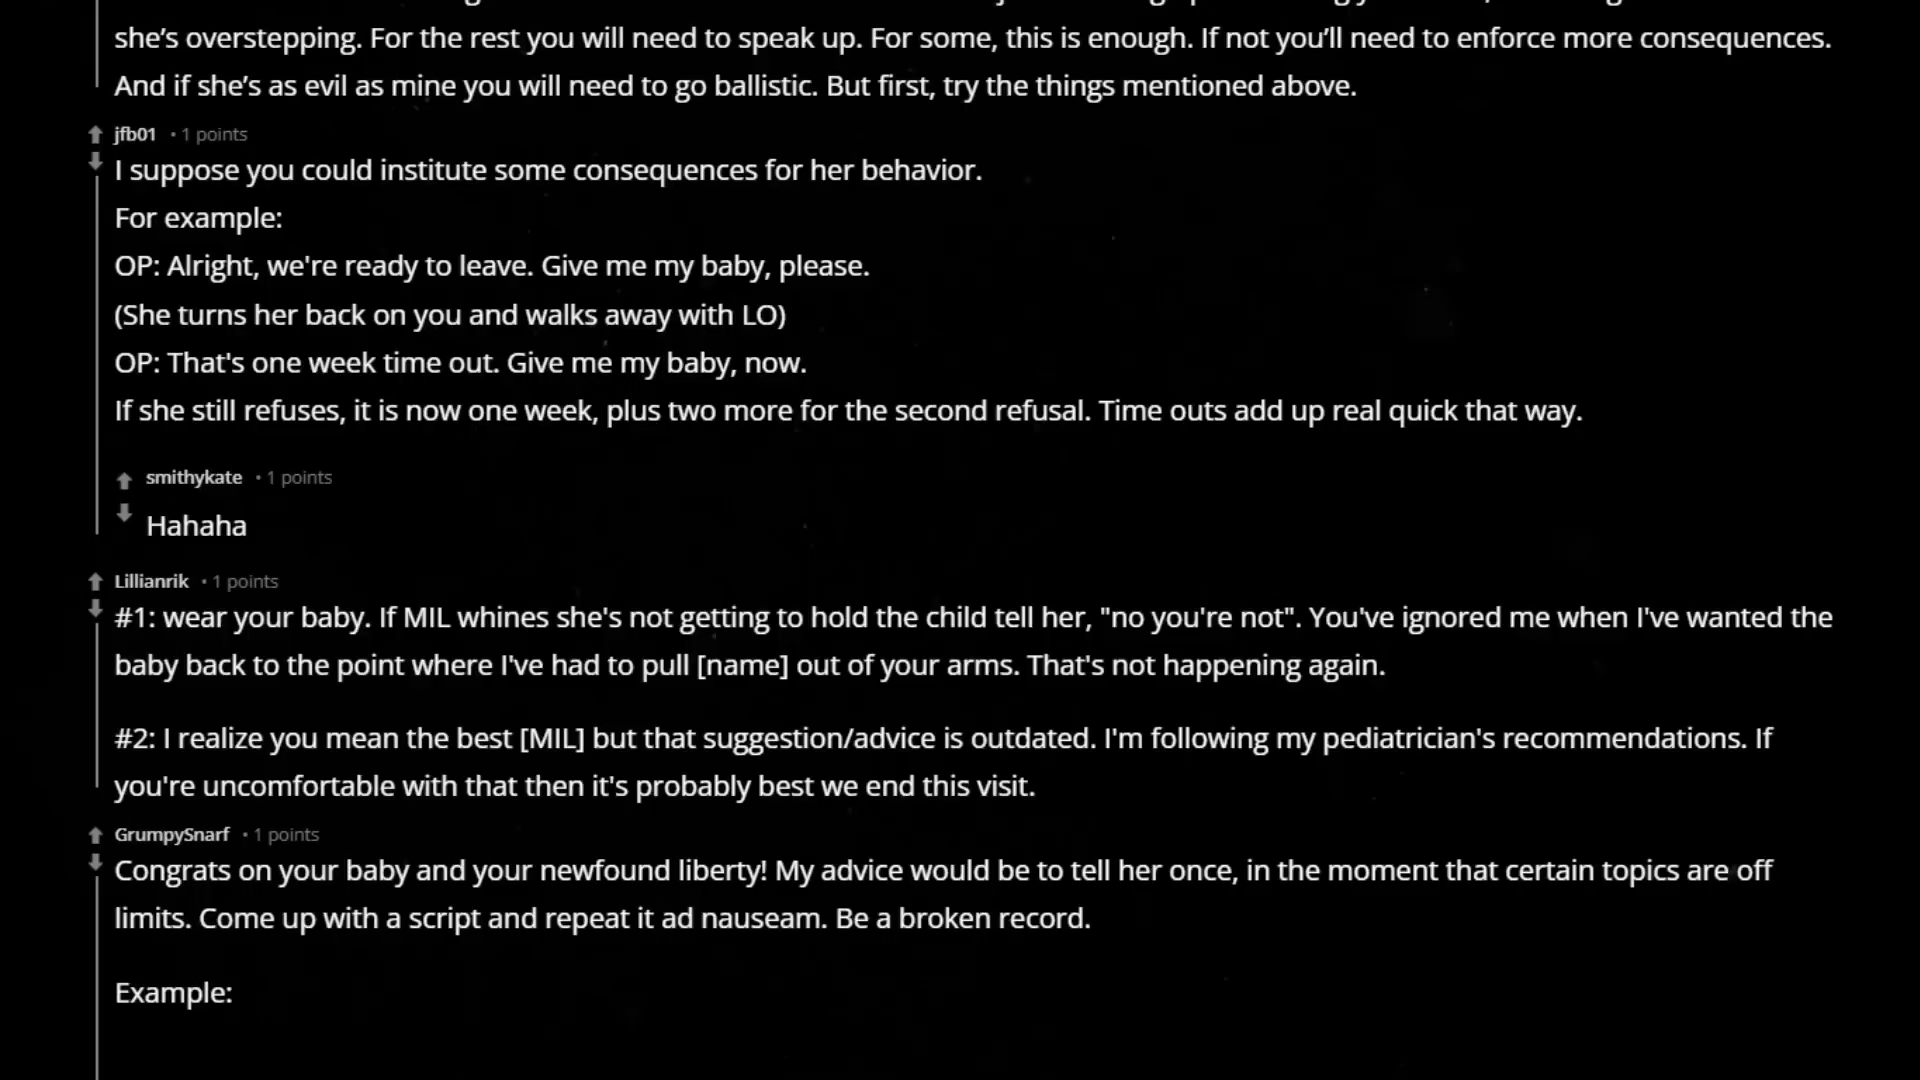 she’s overstepping. For the rest you will need to speak up. For some, this is enough. If not you’ll need to enforce more consequences.
And if she’s as evil as mine you will need to go ballistic. But first, try the things mentioned above.
jfb01 • 1 points
I suppose you could institute some consequences for her behavior.
For example:
OP: Alright, we're ready to leave. Give me my baby, please.
(She turns her back on you and walks away with LO)
OP: That's one week time out. Give me my baby, now.
If she still refuses, it is now one week, plus two more for the second refusal. Time outs add up real quick that way.
smithykate • 1 points
Hahaha
Lillianrik • 1 points
#1: wear your baby. If MIL whines she's not getting to hold the child tell her, "no you're not". You've ignored me when I've wanted the
baby back to the point where I've had to pull [name] out of your arms. That's not happening again.
#2: I realize you mean the best [MIL] but that suggestion/advice is outdated. I'm following my pediatrician's recommendations. If
you're uncomfortable with that then it's probably best we end this visit.
GrumpySnarf • 1 points
Congrats on your baby and your newfound liberty! My advice would be to tell her once, in the moment that certain topics are off
limits. Come up with a script and repeat it ad nauseam. Be a broken record.
Example: